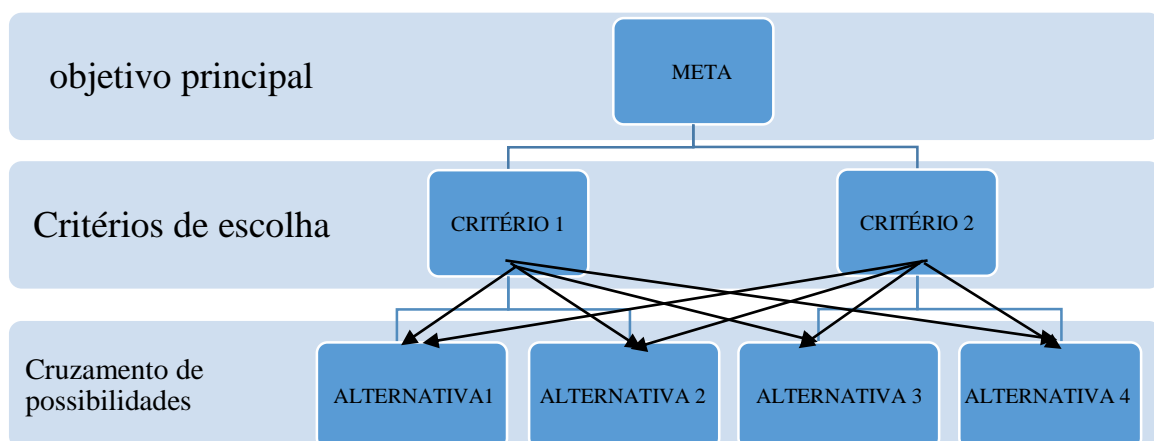 objetivo principal
META
Critérios de escolha
CRITÉRIO 1
CRITÉRIO 2
Cruzamento de
possibilidades
ALTERNATIVA1
ALTERNATIVA 2
ALTERNATIVA 3
ALTERNATIVA 4